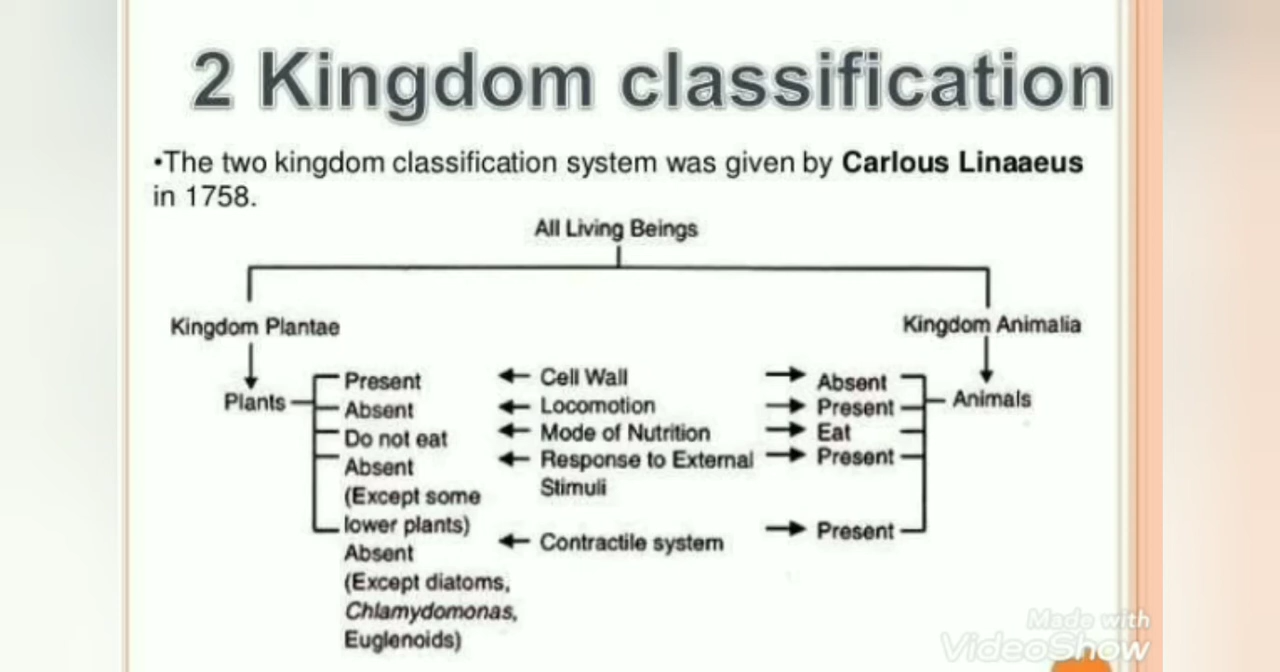 2 Kingdom classification
•The two kingdom classification system was given by Carlous Linaaeus
in 1758.
All Living Beings
Kingdom Plantae
Kingdom Animalia
Plants
Present ← Cell Wall → Absent
Absent ← Locomotion → Present
Do not eat ← Mode of Nutrition → Eat
Absent ← Response to External → Present
(Except some Stimuli
lower plants)
Absent ← Contractile system → Present
(Except diatoms,
Chlamydomonas,
Euglenoids)
Animals
Made with
VideoShow